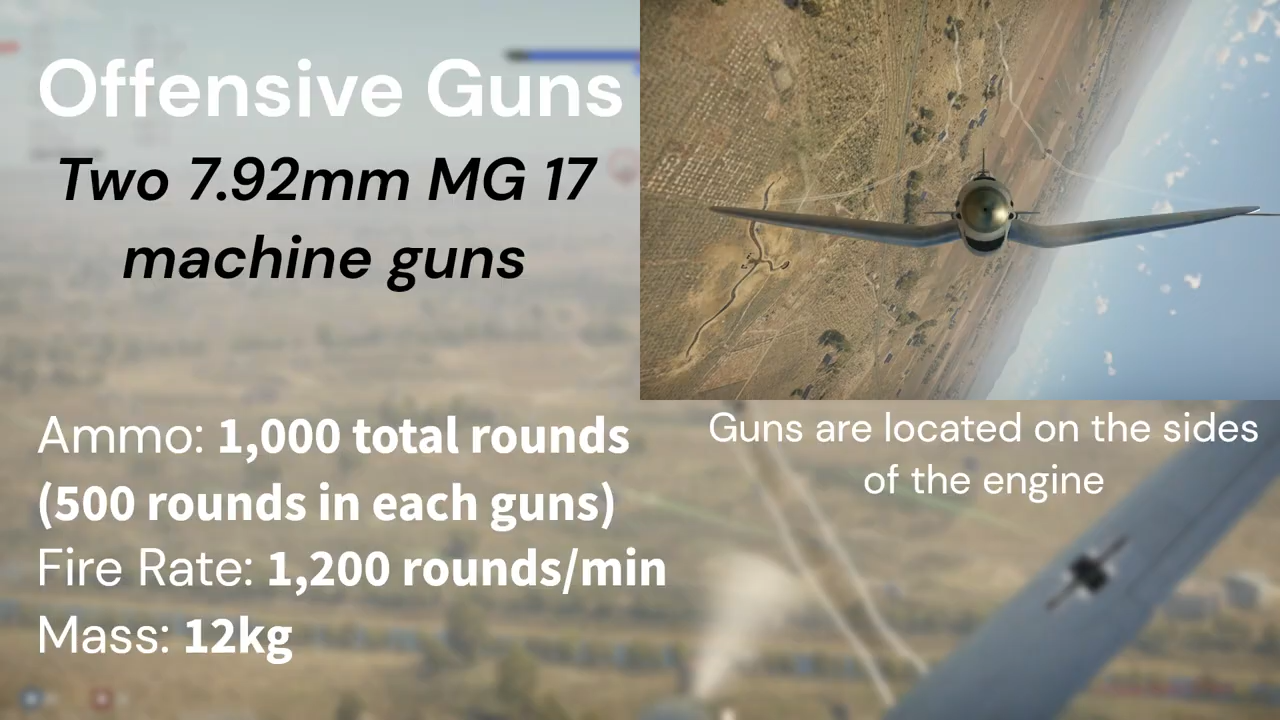 Offensive Guns
Two 7.92mm MG 17
machine guns
Ammo: 1,000 total rounds
(500 rounds in each guns)
Fire Rate: 1,200 rounds/min
Mass: 12kg
Guns are located on the sides
of the engine